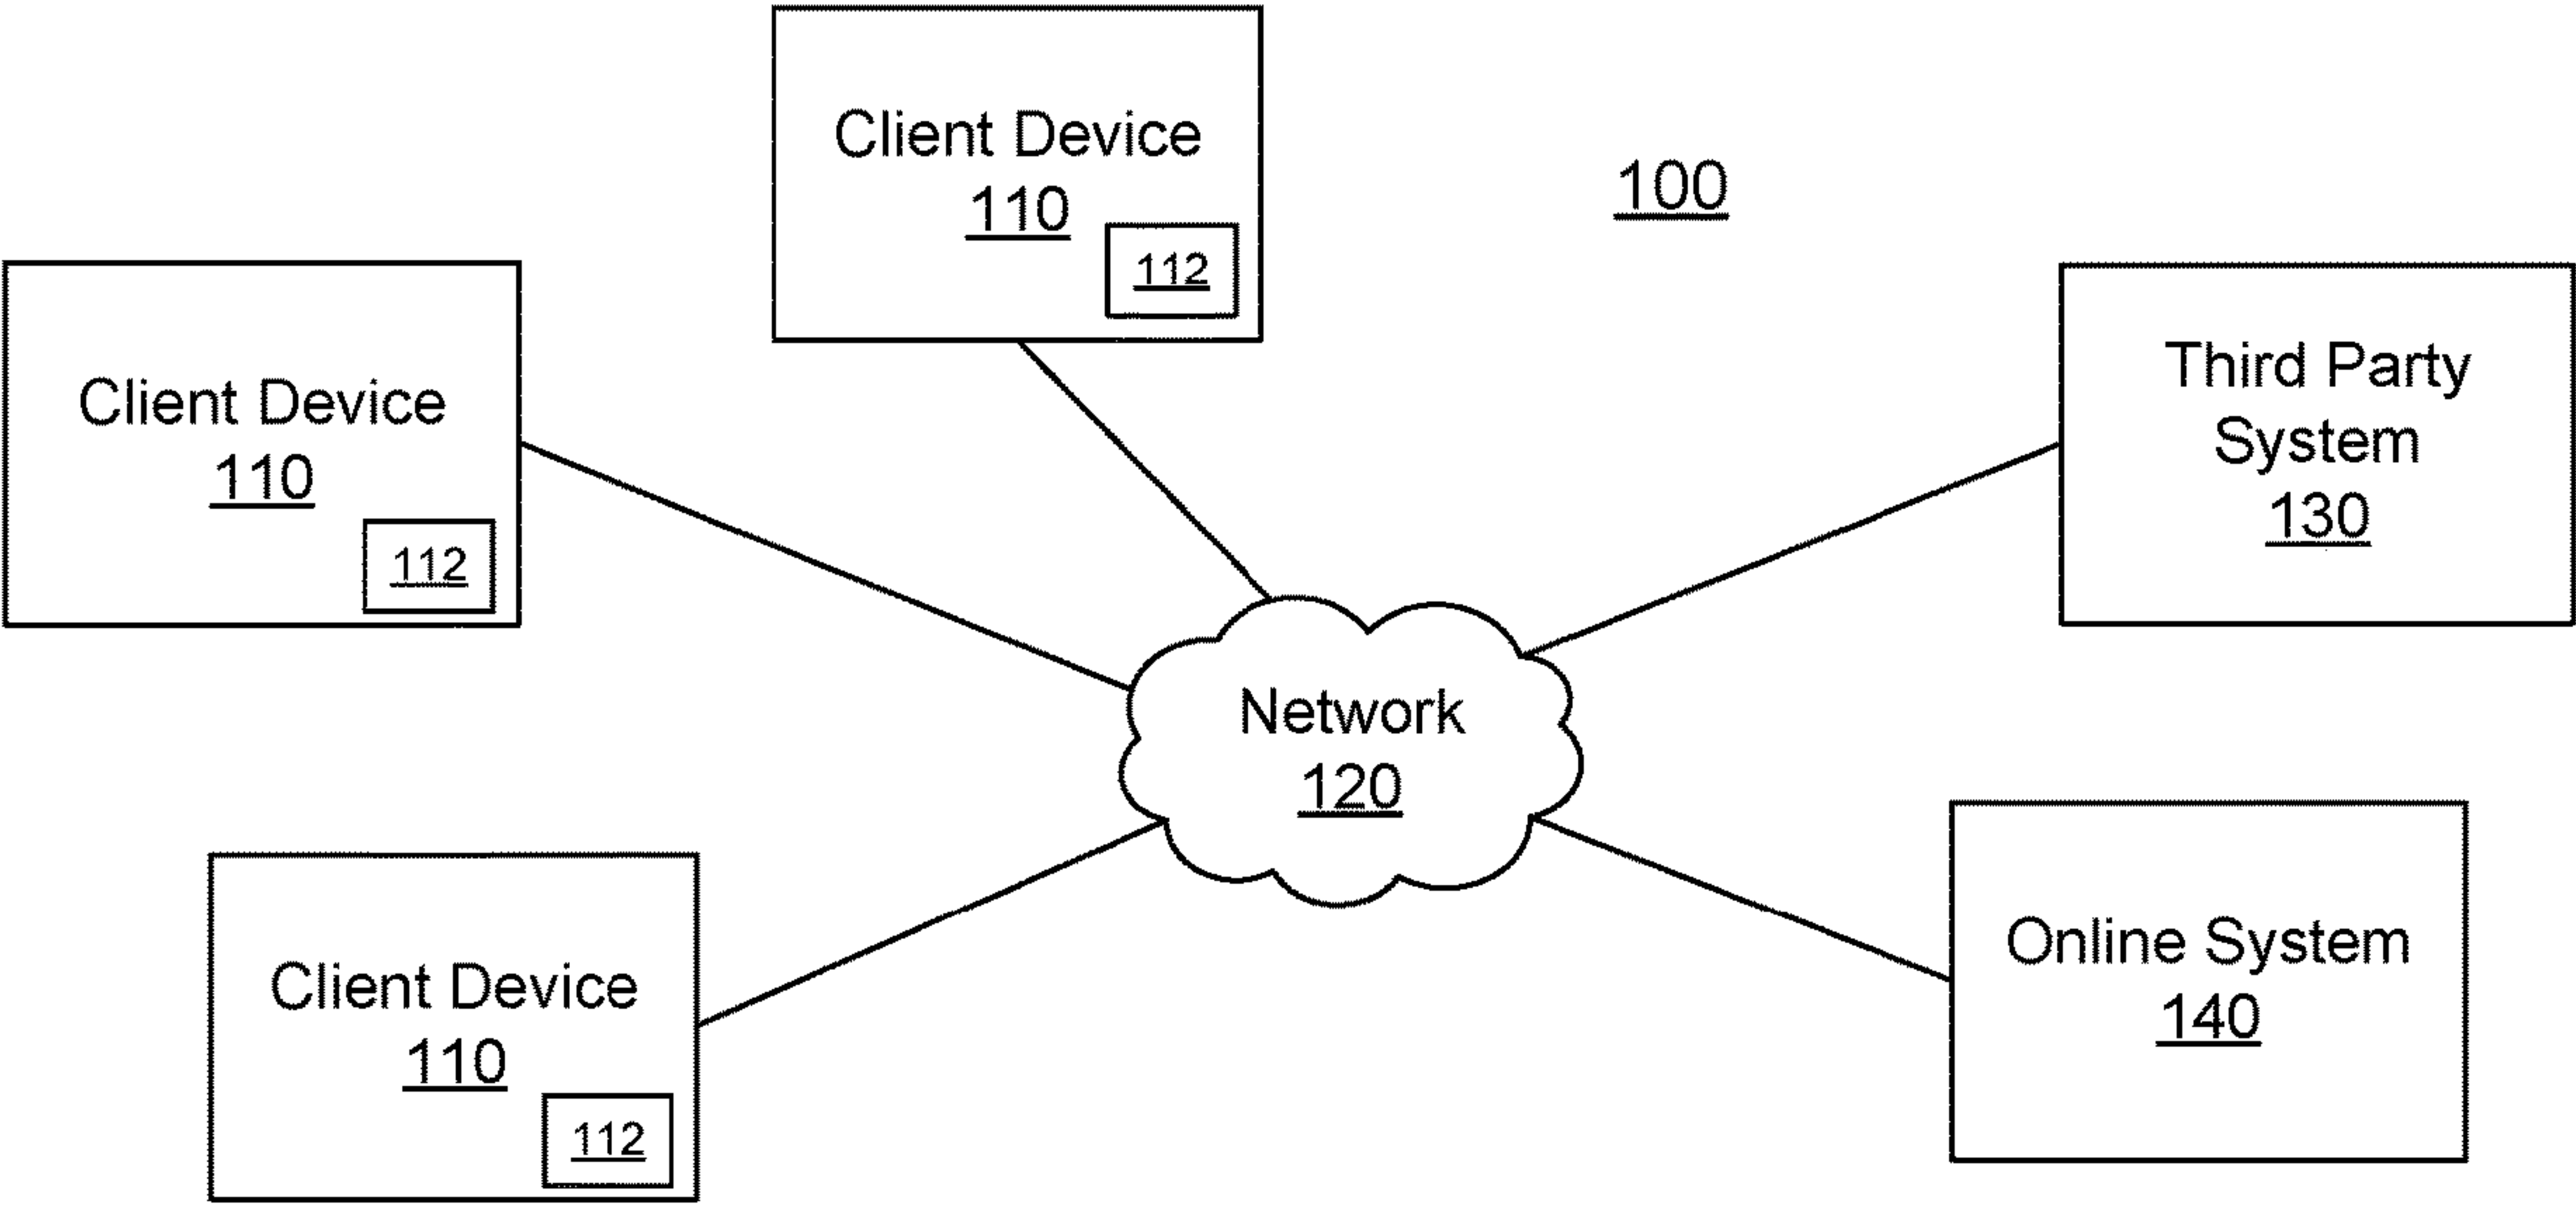 Client Device
110
112
100
Client Device
110
112
Third Party
System
130
Network
120
Client Device
110
112
Online System
140